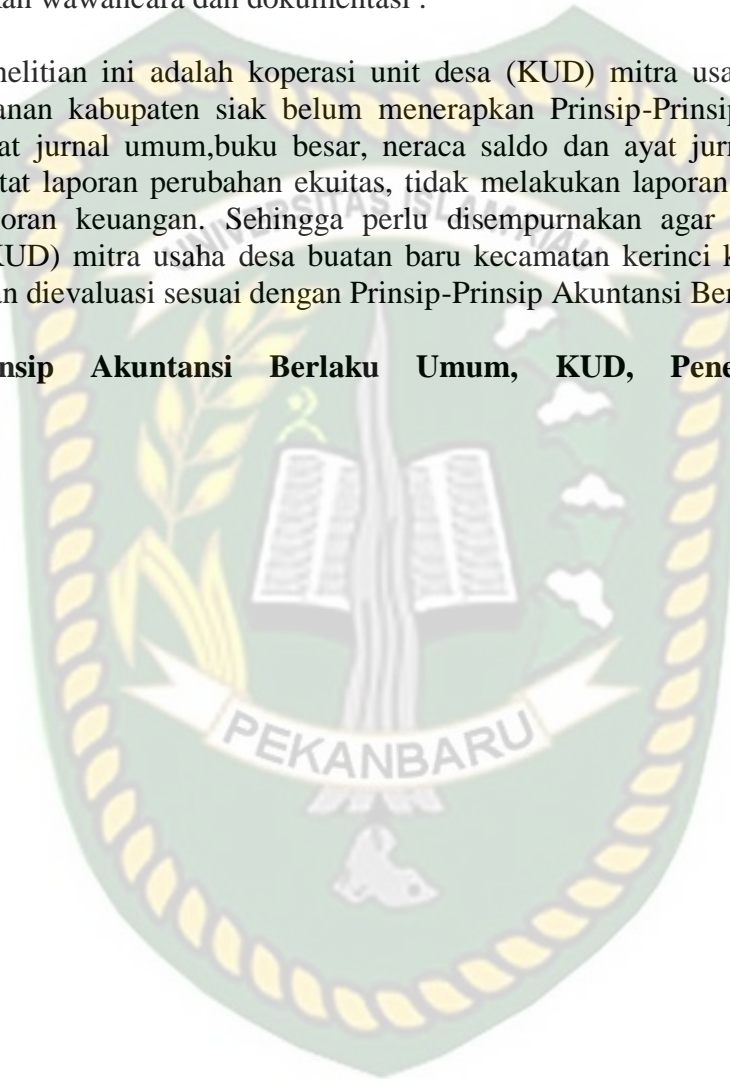 kan wawancara dan dokumentasi .
nelitian ini adalah koperasi unit desa (KUD) mitra usa
anan kabupaten siak belum menerapkan Prinsip-Prinsip
at jurnal umum,buku besar, neraca saldo dan ayat jur
tat laporan perubahan ekuitas, tidak melakukan laporan
oran keuangan. Sehingga perlu disempurnakan agar
UNIVERSITAS ISLAM RIAU
KUD) mitra usaha desa buatan baru kecamatan kerinci k
an dievaluasi sesuai dengan Prinsip-Prinsip Akuntansi Ber
nsip Akuntansi Berlaku Umum, KUD, Pene
PEKANBARU